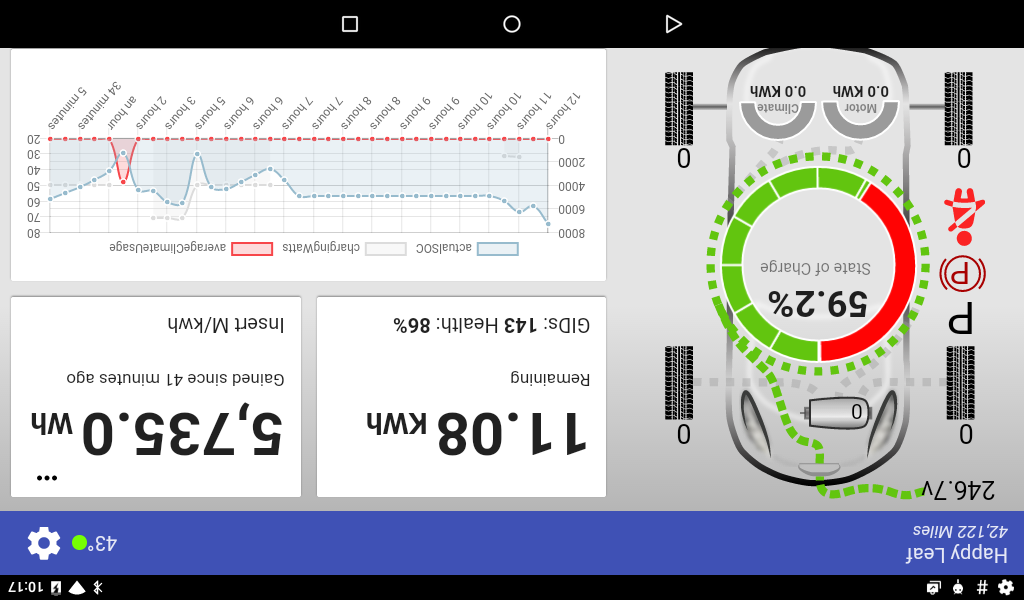 # 10:17
Happy Leaf
42,122 Miles
43°
246.7v
0
0
0
P
(P)
59.2%
State of Charge
Motor
0.0 KWh
Climate
0.0 KWh
0
0
11.08 KWh
Remaining
GIDs: 143 Health: 86%
5,735.0 Wh
Gained since 41 minutes ago
Insert M/kwh
actualSOC
chargingWatts
averageClimateUsage
8000
6000
4000
2000
0
80
70
60
50
40
30
20
12 hours
11 hours
10 hours
10 hours
9 hours
9 hours
8 hours
8 hours
7 hours
7 hours
6 hours
6 hours
5 hours
3 hours
2 hours
an hour
34 minutes
5 minutes